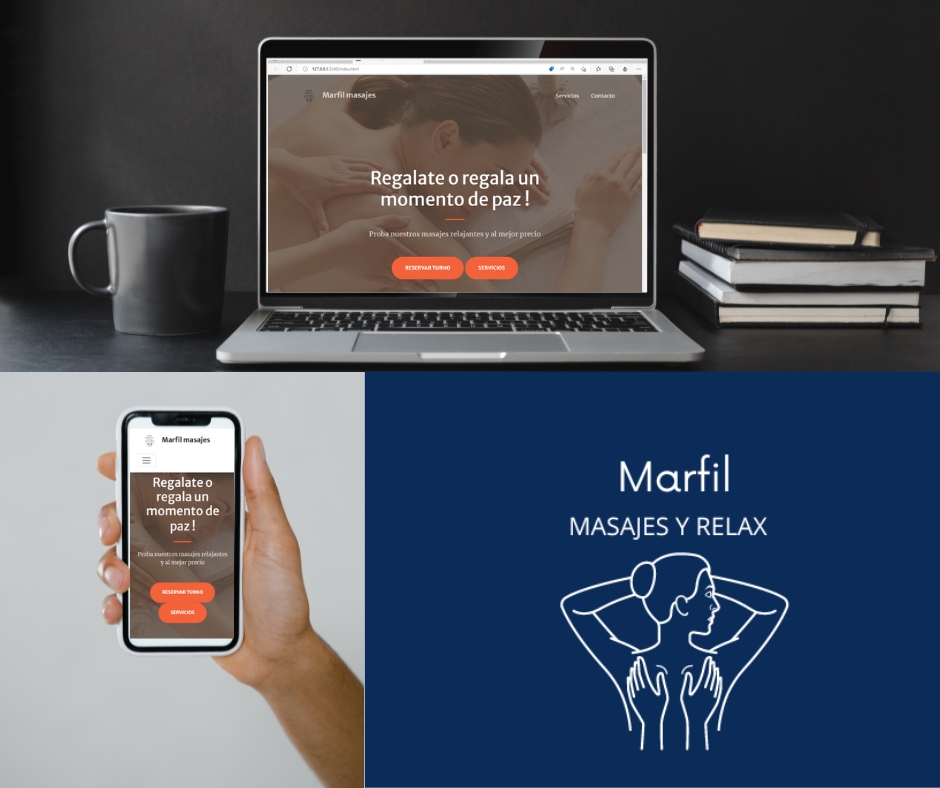 127.0.0.1:5500/index.html
Marfil masajes
Servicios
Contacto
Regalate o regala un
momento de paz !
Proba nuestros masajes relajantes y al mejor precio
RESERVAR TURNO
SERVICIOS
Marfil masajes
Regalate o
regala un
momento de
paz !
Proba nuestros masajes relajantes
y al mejor precio
RESERVAR TURNO
SERVICIOS
Marfil
MASAJES Y RELAX